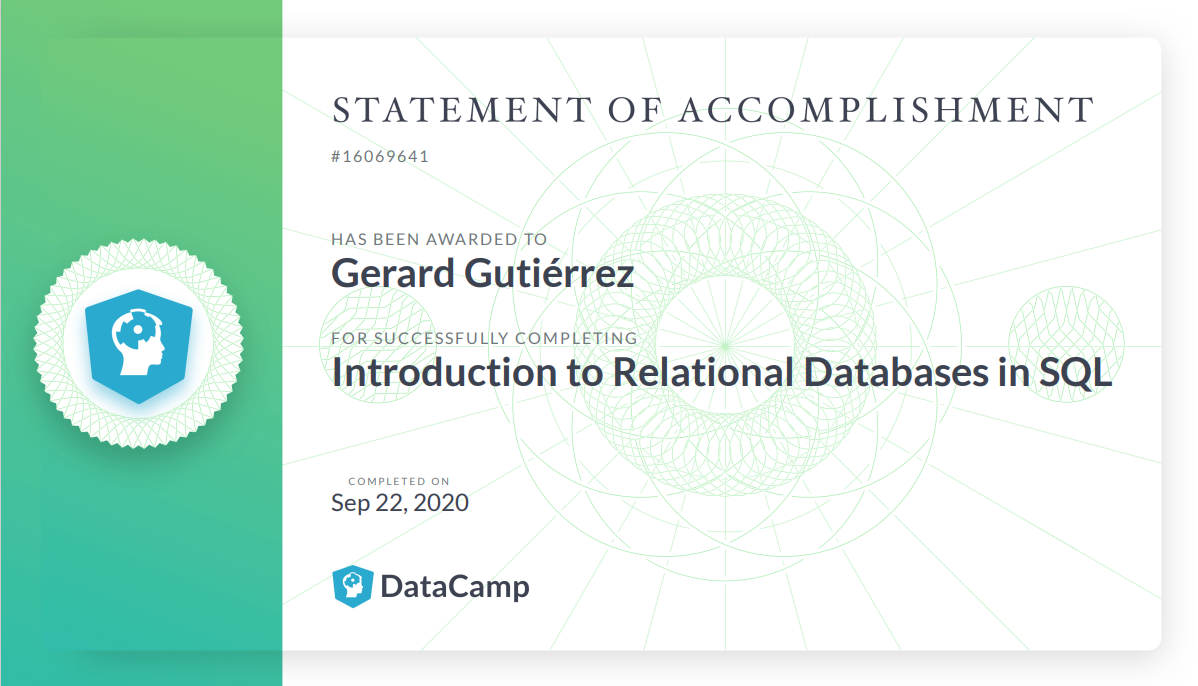 STATEMENT OF ACCOMPLISHMENT
#16069641
HAS BEEN AWARDED TO
Gerard Gutiérrez
FOR SUCCESSFULLY COMPLETING
Introduction to Relational Databases in SQL
COMPLETED ON
Sep 22, 2020
DataCamp